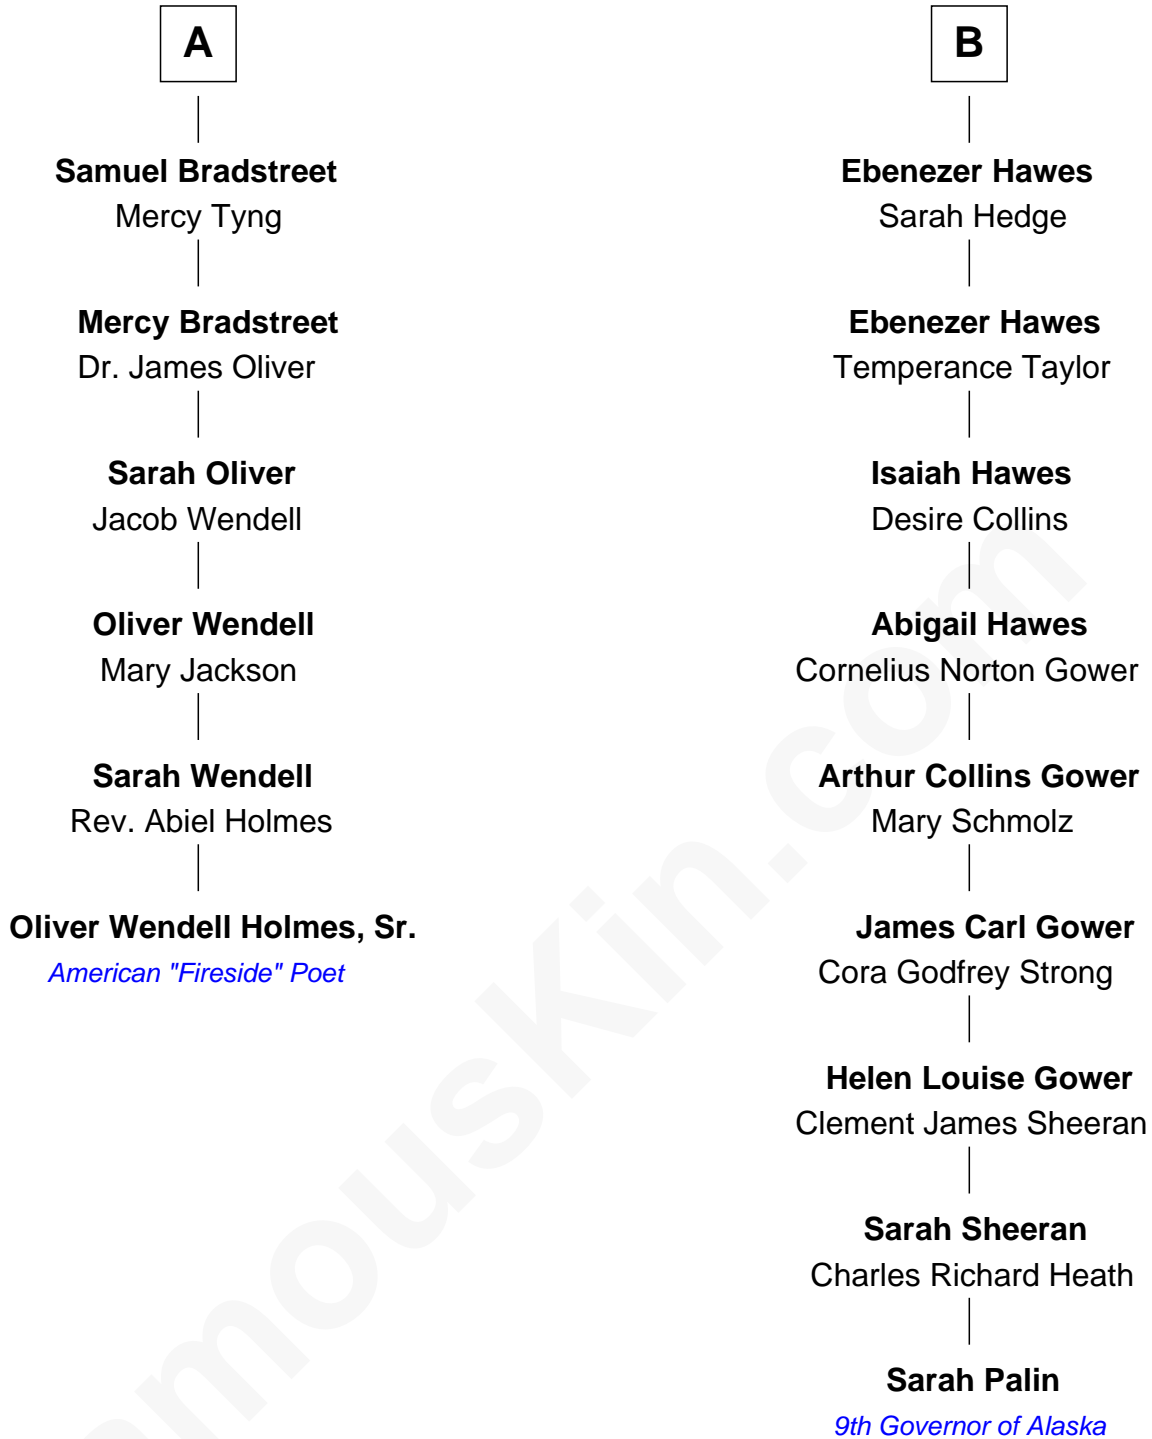 A
Samuel Bradstreet
Mercy Tyng
Mercy Bradstreet
Dr. James Oliver
Sarah Oliver
Jacob Wendell
Oliver Wendell
Mary Jackson
Sarah Wendell
Rev. Abiel Holmes
Oliver Wendell Holmes, Sr.
American "Fireside" Poet
B
Ebenezer Hawes
Sarah Hedge
Ebenezer Hawes
Temperance Taylor
Isaiah Hawes
Desire Collins
Abigail Hawes
Cornelius Norton Gower
Arthur Collins Gower
Mary Schmolz
James Carl Gower
Cora Godfrey Strong
Helen Louise Gower
Clement James Sheeran
Sarah Sheeran
Charles Richard Heath
Sarah Palin
9th Governor of Alaska
amouskin.com